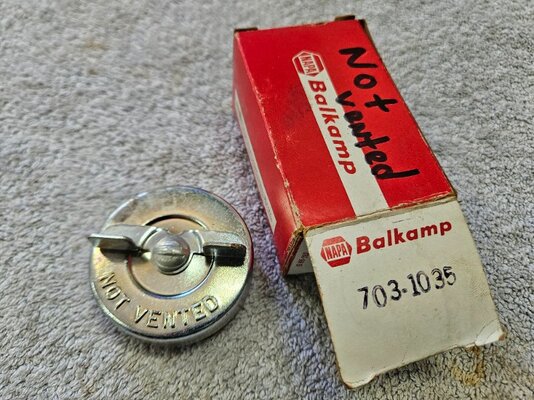 NAPA
Balkamp
Not
vented
NAPA
Balkamp
703-1035
NOT VENTED